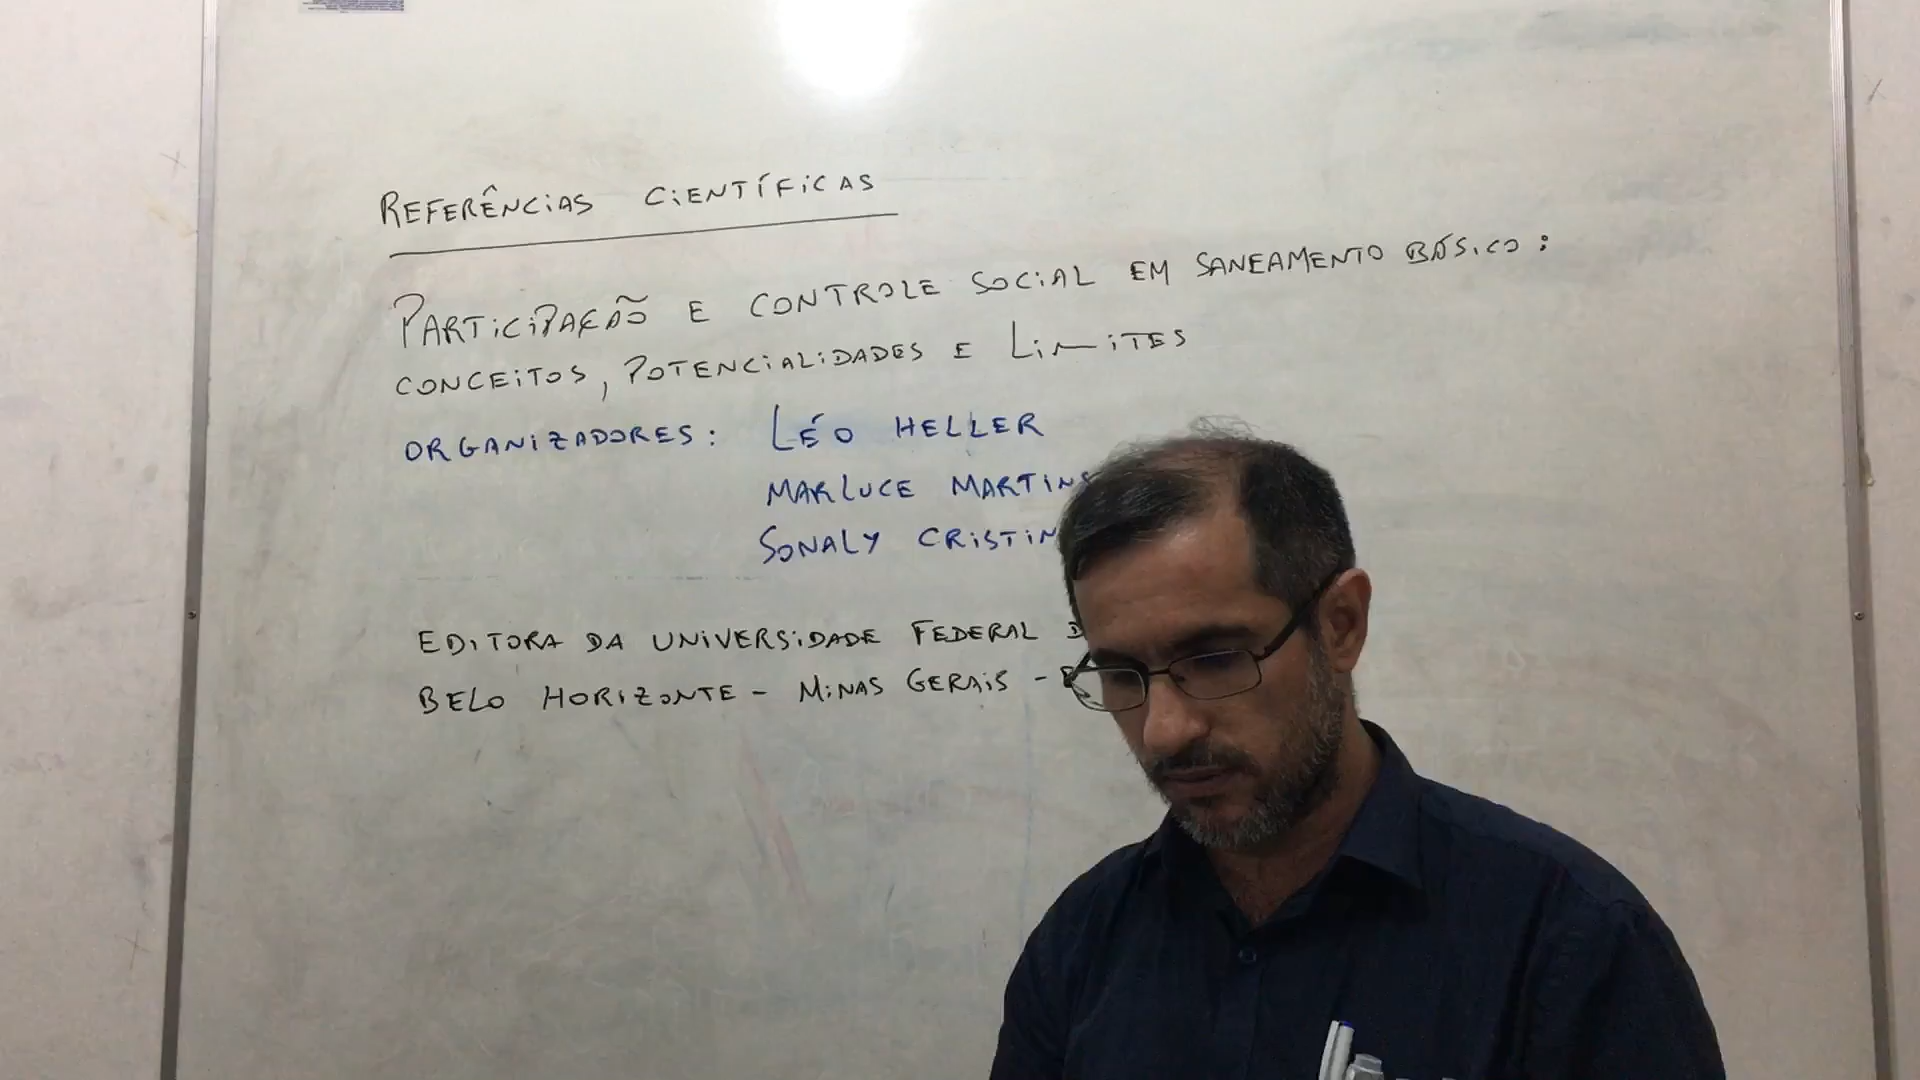 REFERÊNCIAS CIENTÍFICAS
PARTICIPAÇÃO E CONTROLE SOCIAL EM SANEAMENTO BÁSICO:
CONCEITOS, POTENCIALIDADES E LIMITES
ORGANIZADORES: LÉO HELLER
MARLUCE MARTINS
SONALY CRISTIN
EDITORA DA UNIVERSIDADE FEDERAL D
BELO HORIZONTE - MINAS GERAIS -